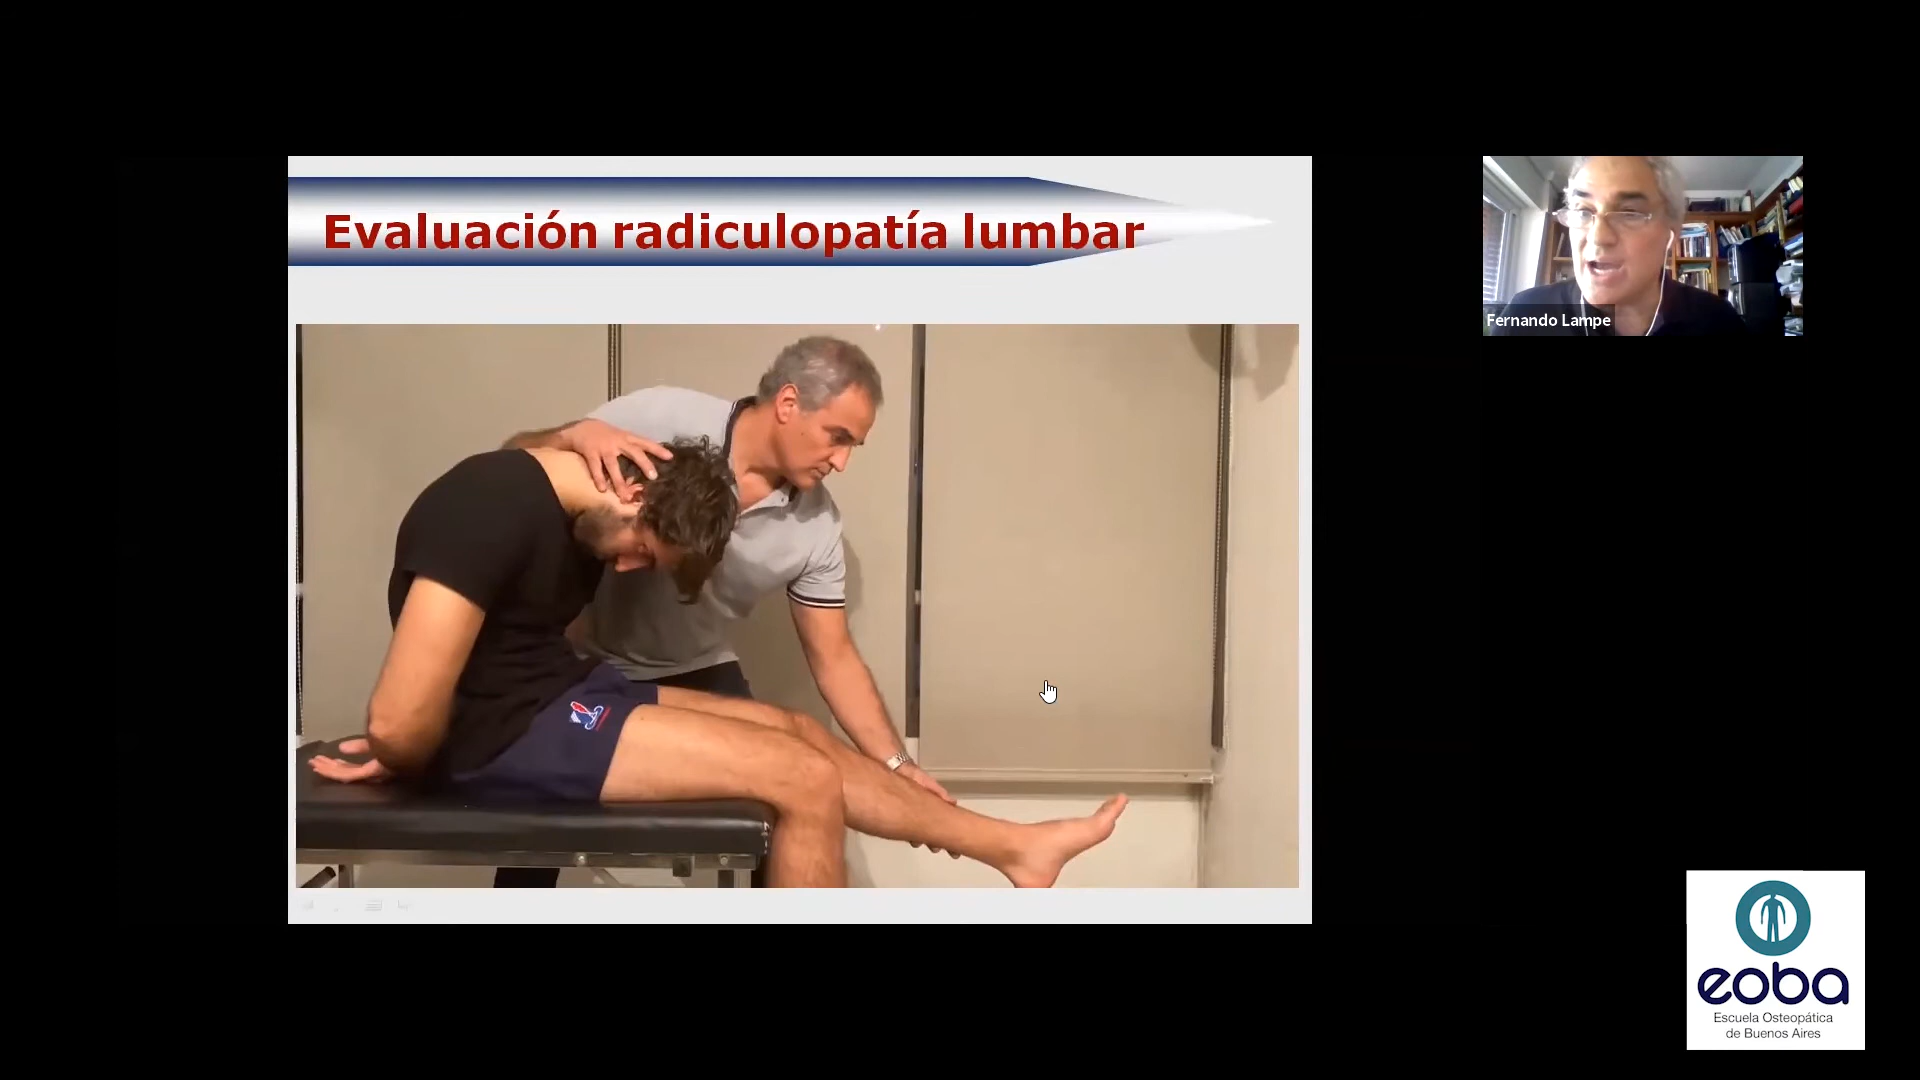 Evaluación radiculopatía lumbar
Fernando Lampe
eoba
Escuela Osteopática
de Buenos Aires